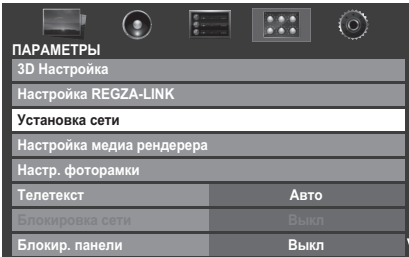 ПАРАМЕТРЫ
3D Настройка
Настройка REGZA-LINK
Установка сети
Настройка медиа рендерера
Настр. фоторамки
Телетекст Авто
Блокировка сети Выкл
Блокир. панели Выкл